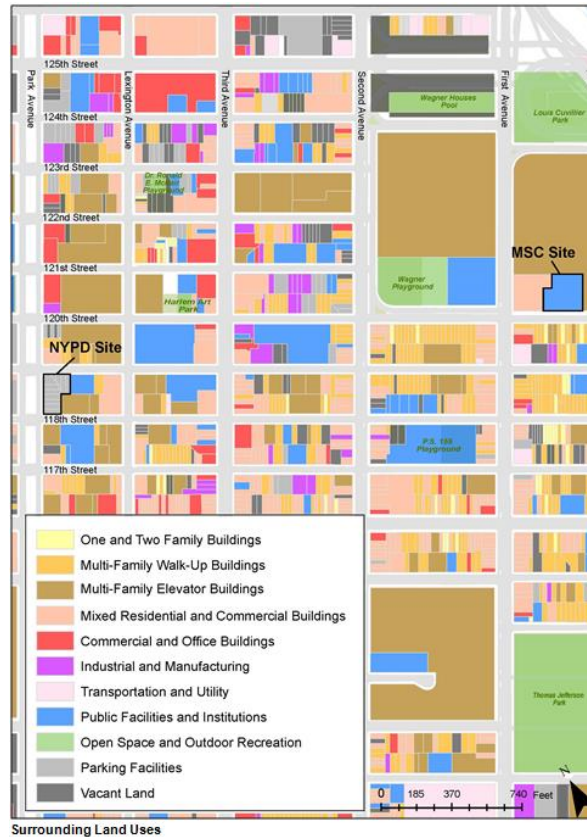 125th Street
Park Avenue
Lexington Avenue
Third Avenue
Second Avenue
First Avenue
Wagner Houses
Pool
Louis Cuvillier
Park
124th Street
123rd Street
Dr. Ronald
E. McNair
Playground
122nd Street
MSC Site
121st Street
Wagner
Playground
Harlem Art
Park
120th Street
NYPD Site
118th Street
Playground
117th Street
One and Two Family Buildings
Multi-Family Walk-Up Buildings
Multi-Family Elevator Buildings
Mixed Residential and Commercial Buildings
Commercial and Office Buildings
Industrial and Manufacturing
Transportation and Utility
Public Facilities and Institutions
Open Space and Outdoor Recreation
Parking Facilities
Vacant Land
Thomas Jefferson
Park
N
0 185 370 740 Feet
Surrounding Land Uses